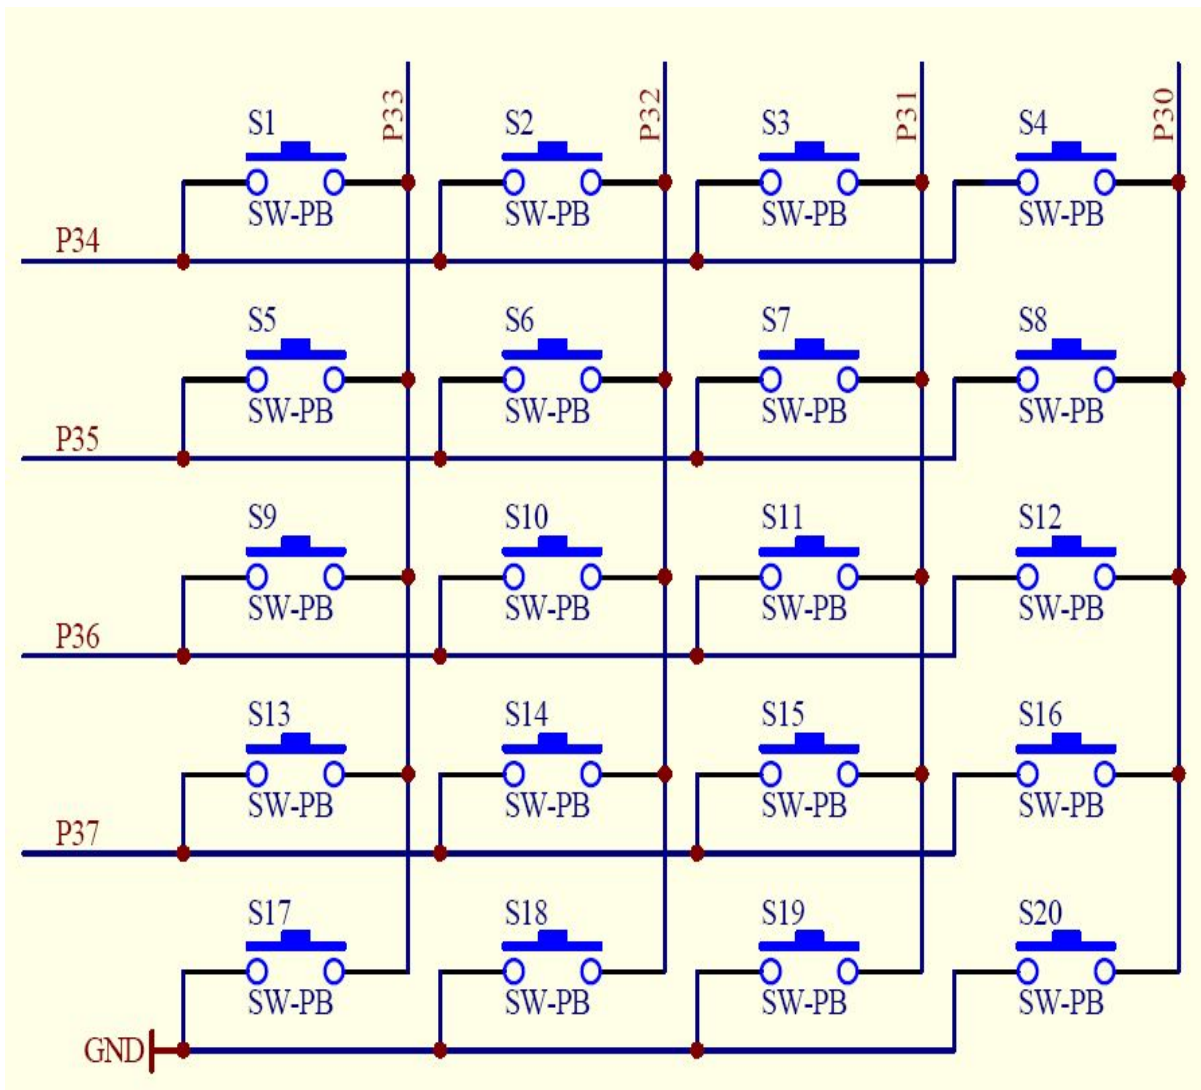 P33 P32 P31 P30
S1 S2 S3 S4
SW-PB SW-PB SW-PB SW-PB
P34
S5 S6 S7 S8
SW-PB SW-PB SW-PB SW-PB
P35
S9 S10 S11 S12
SW-PB SW-PB SW-PB SW-PB
P36
S13 S14 S15 S16
SW-PB SW-PB SW-PB SW-PB
P37
S17 S18 S19 S20
SW-PB SW-PB SW-PB SW-PB
GND